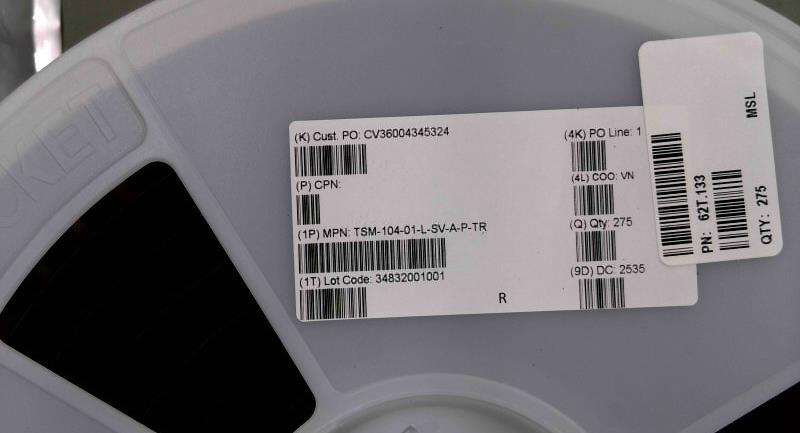 CKET
(K) Cust. PO: CV36004345324
(4K) PO Line: 1
(P) CPN:
(4L) COO: VN
(1P) MPN: TSM-104-01-L-SV-A-P-TR
(Q) Qty: 275
(1T) Lot Code: 34832001001
(9D) DC: 2535
R
PN: 62T.133
MSL
QTY: 275